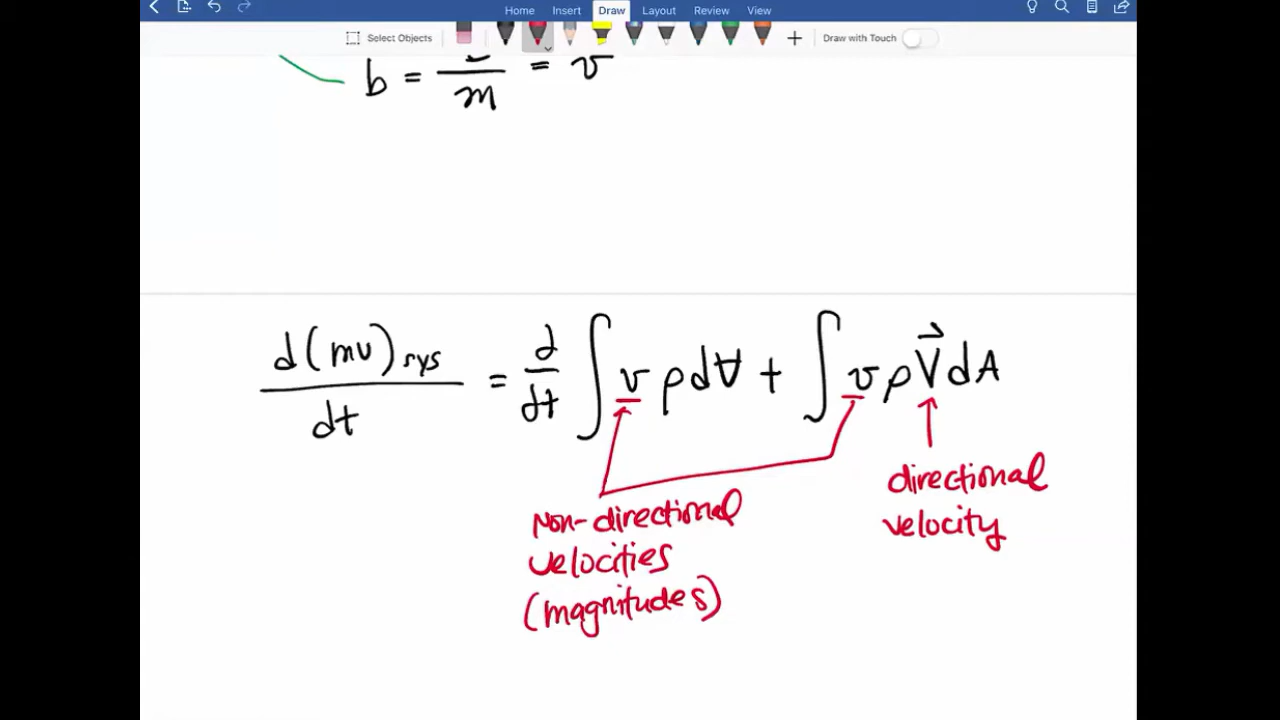 Home Insert Draw Layout Review View
Select Objects Draw with Touch
b = — / m = v
d(mv)sys / dt = d/dt ∫ v ρ dV + ∫ v ρ V⃗ dA
Non-directional
velocities
(magnitudes)
directional
velocity